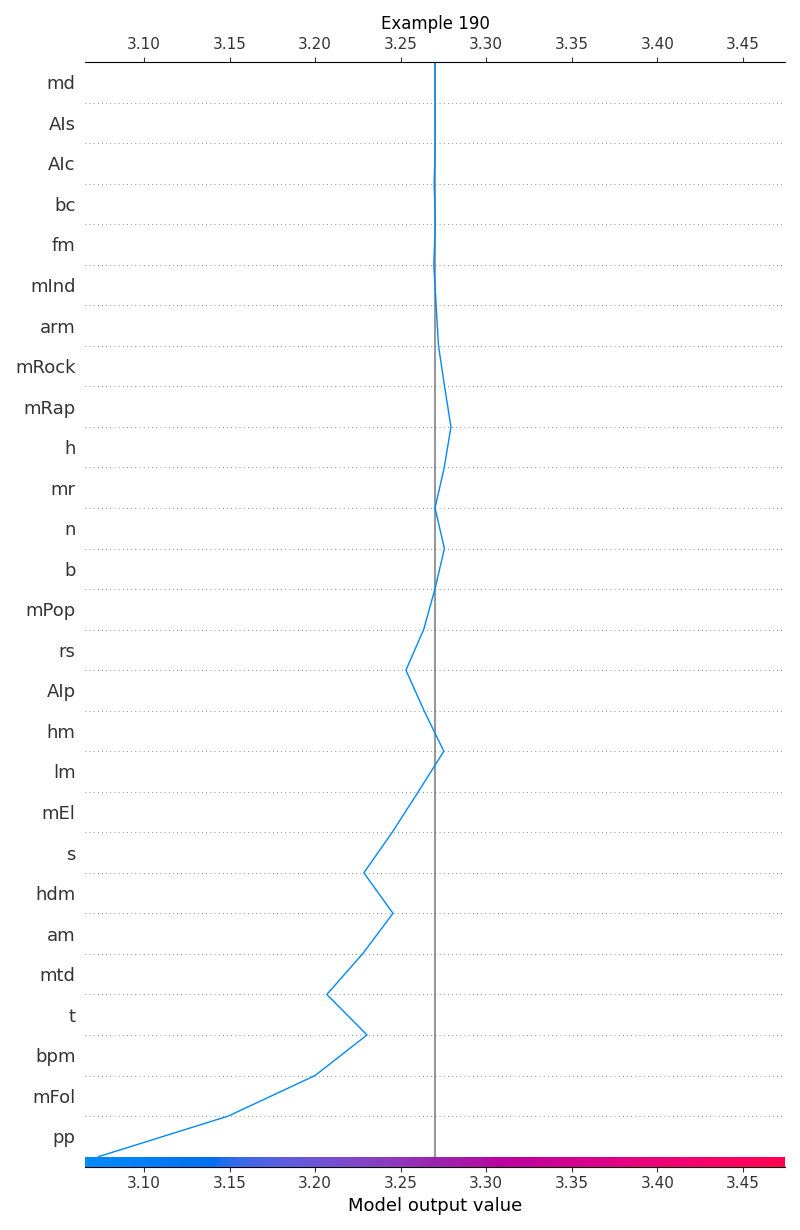 Example 190
3.10 3.15 3.20 3.25 3.30 3.35 3.40 3.45
md
AIs
AIc
bc
fm
mInd
arm
mRock
mRap
h
mr
n
b
mPop
rs
AIp
hm
lm
mEl
s
hdm
am
mtd
t
bpm
mFol
pp
3.10 3.15 3.20 3.25 3.30 3.35 3.40 3.45
Model output value